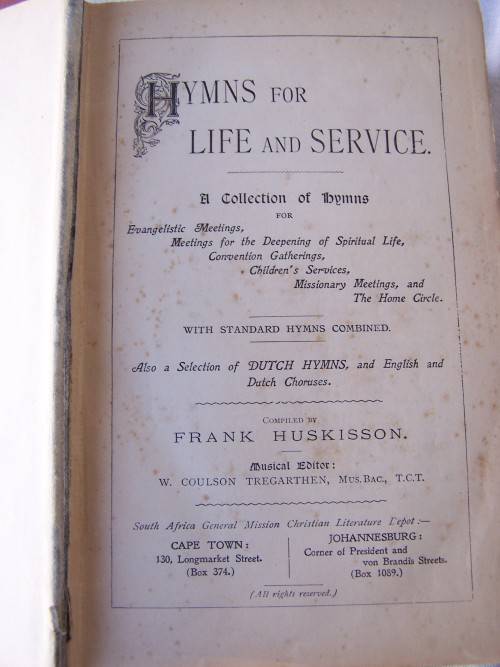 HYMNS FOR
LIFE AND SERVICE.
A Collection of Hymns
FOR
Evangelistic Meetings,
Meetings for the Deepening of Spiritual Life,
Convention Gatherings,
Children's Services,
Missionary Meetings, and
The Home Circle.
WITH STANDARD HYMNS COMBINED.
Also a Selection of DUTCH HYMNS, and English and
Dutch Choruses.
COMPILED BY
FRANK HUSKISSON.
Musical Editor:
W. COULSON TREGARTHEN, MUS. BAC., T.C.T.
South Africa General Mission Christian Literature Depot:—
CAPE TOWN:
130, Longmarket Street.
(Box 374.)
JOHANNESBURG:
Corner of President and
von Brandis Streets.
(Box 1089.)
(All rights reserved.)